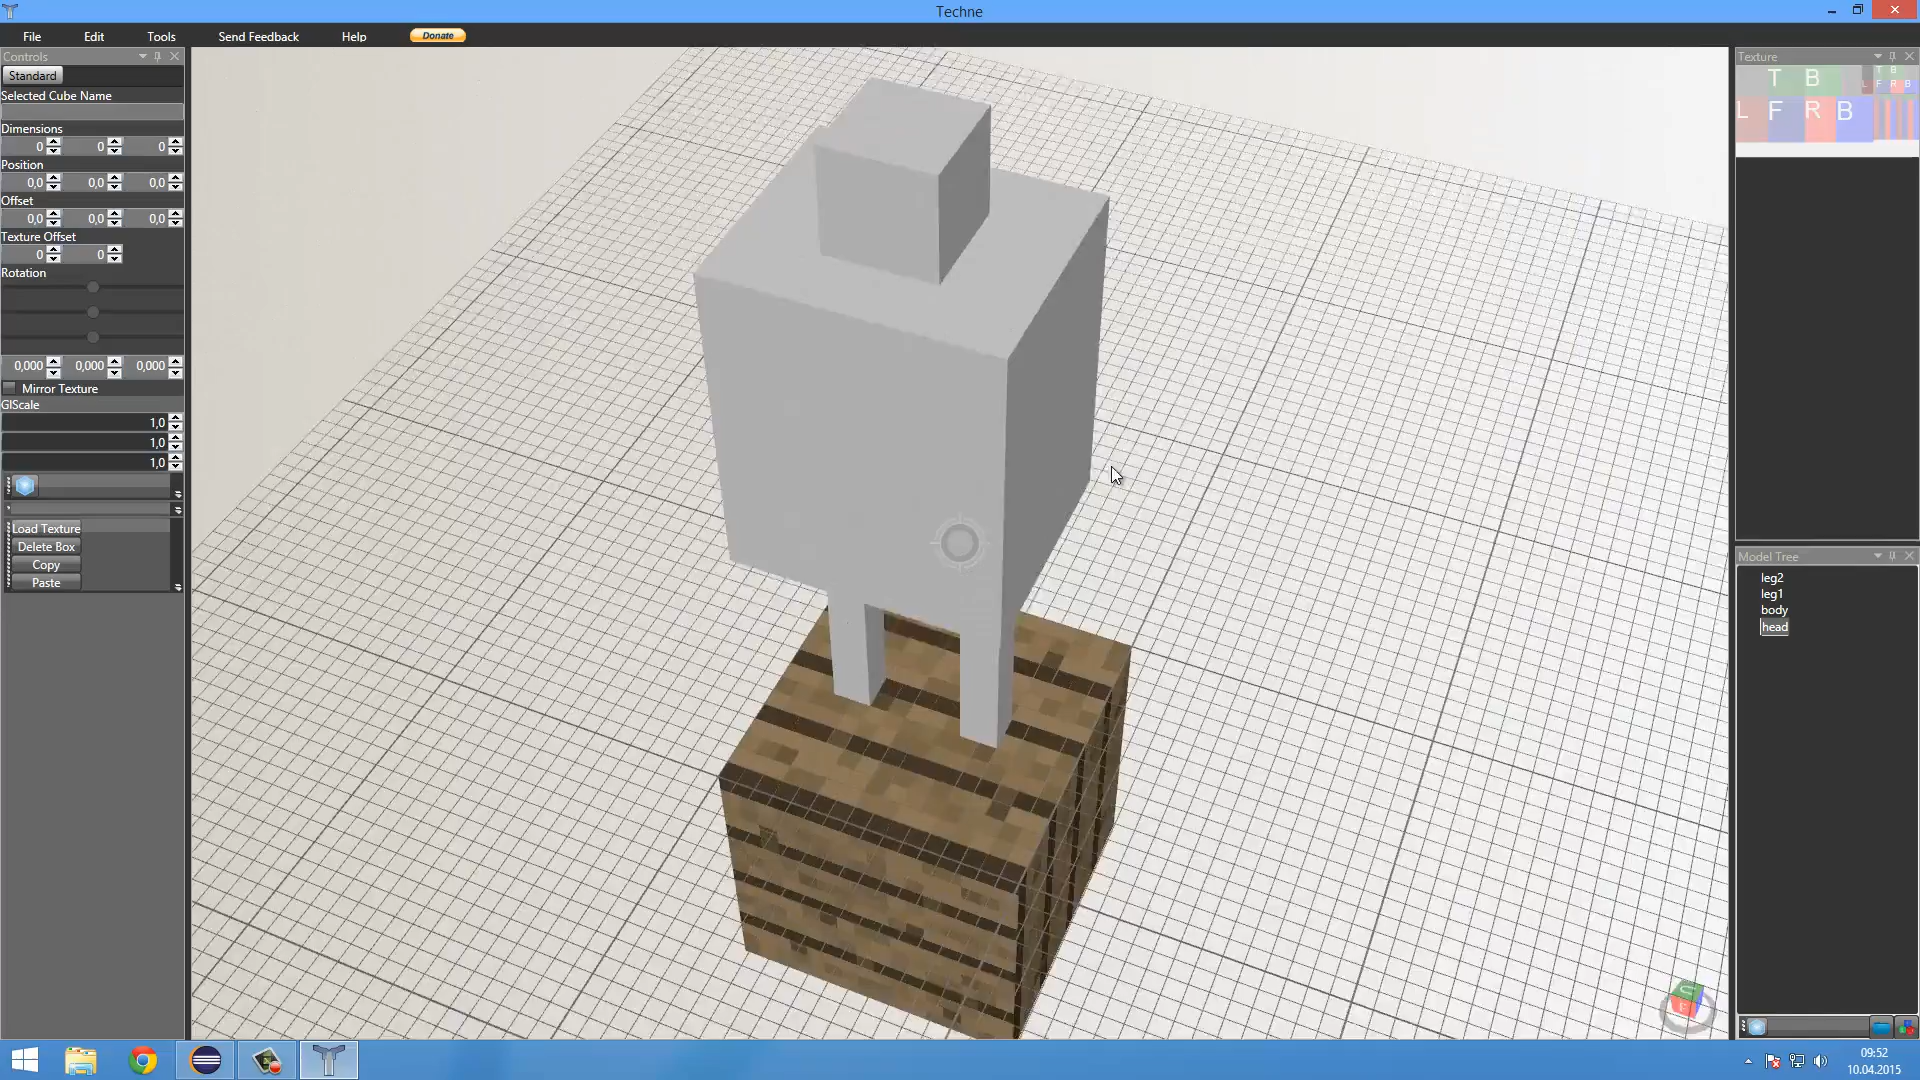 Techne
File Edit Tools Send Feedback Help Donate
Controls
Standard
Selected Cube Name
Dimensions
0 0 0
Position
0,0 0,0 0,0
Offset
0,0 0,0 0,0
Texture Offset
0 0
Rotation
0,000 0,000 0,000
Mirror Texture
GlScale
1,0
1,0
1,0
Load Texture
Delete Box
Copy
Paste
Texture
T B T B
L F R B L F R B
Model Tree
leg2
leg1
body
head
09:52
10.04.2015